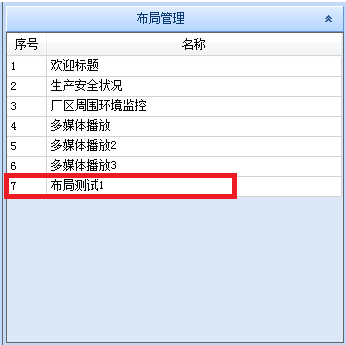 布局管理
序号 名称
1 欢迎标题
2 生产安全状况
3 厂区周围环境监控
4 多媒体播放
5 多媒体播放2
6 多媒体播放3
7 布局测试1